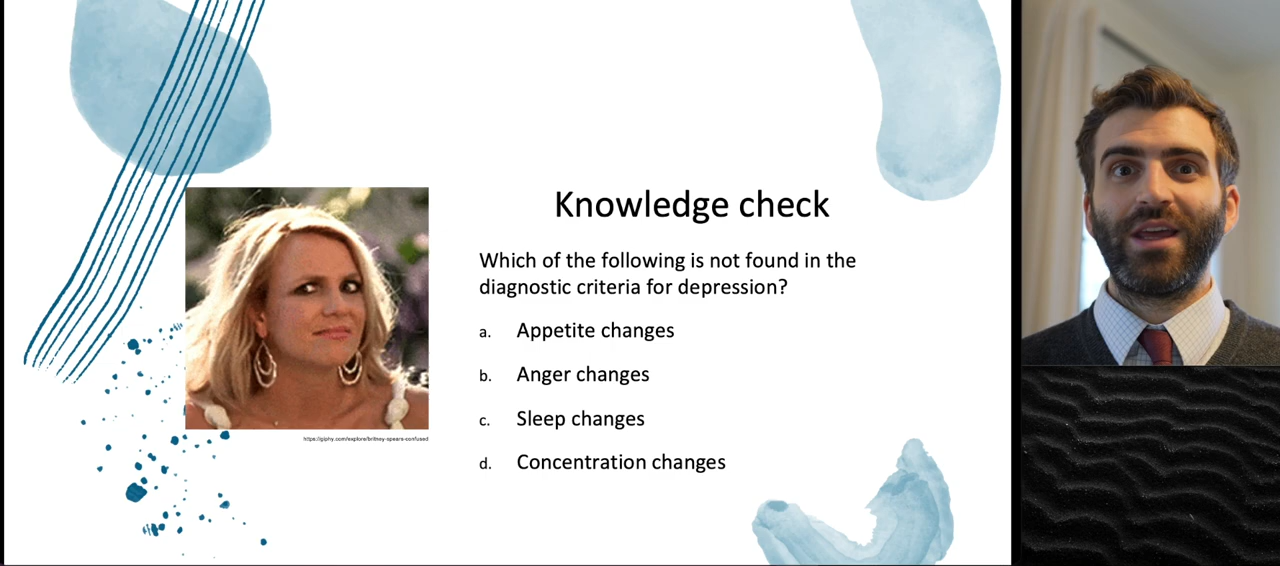 Knowledge check
Which of the following is not found in the
diagnostic criteria for depression?
a. Appetite changes
b. Anger changes
c. Sleep changes
d. Concentration changes
https://giphy.com/explore/britney-spears-confused